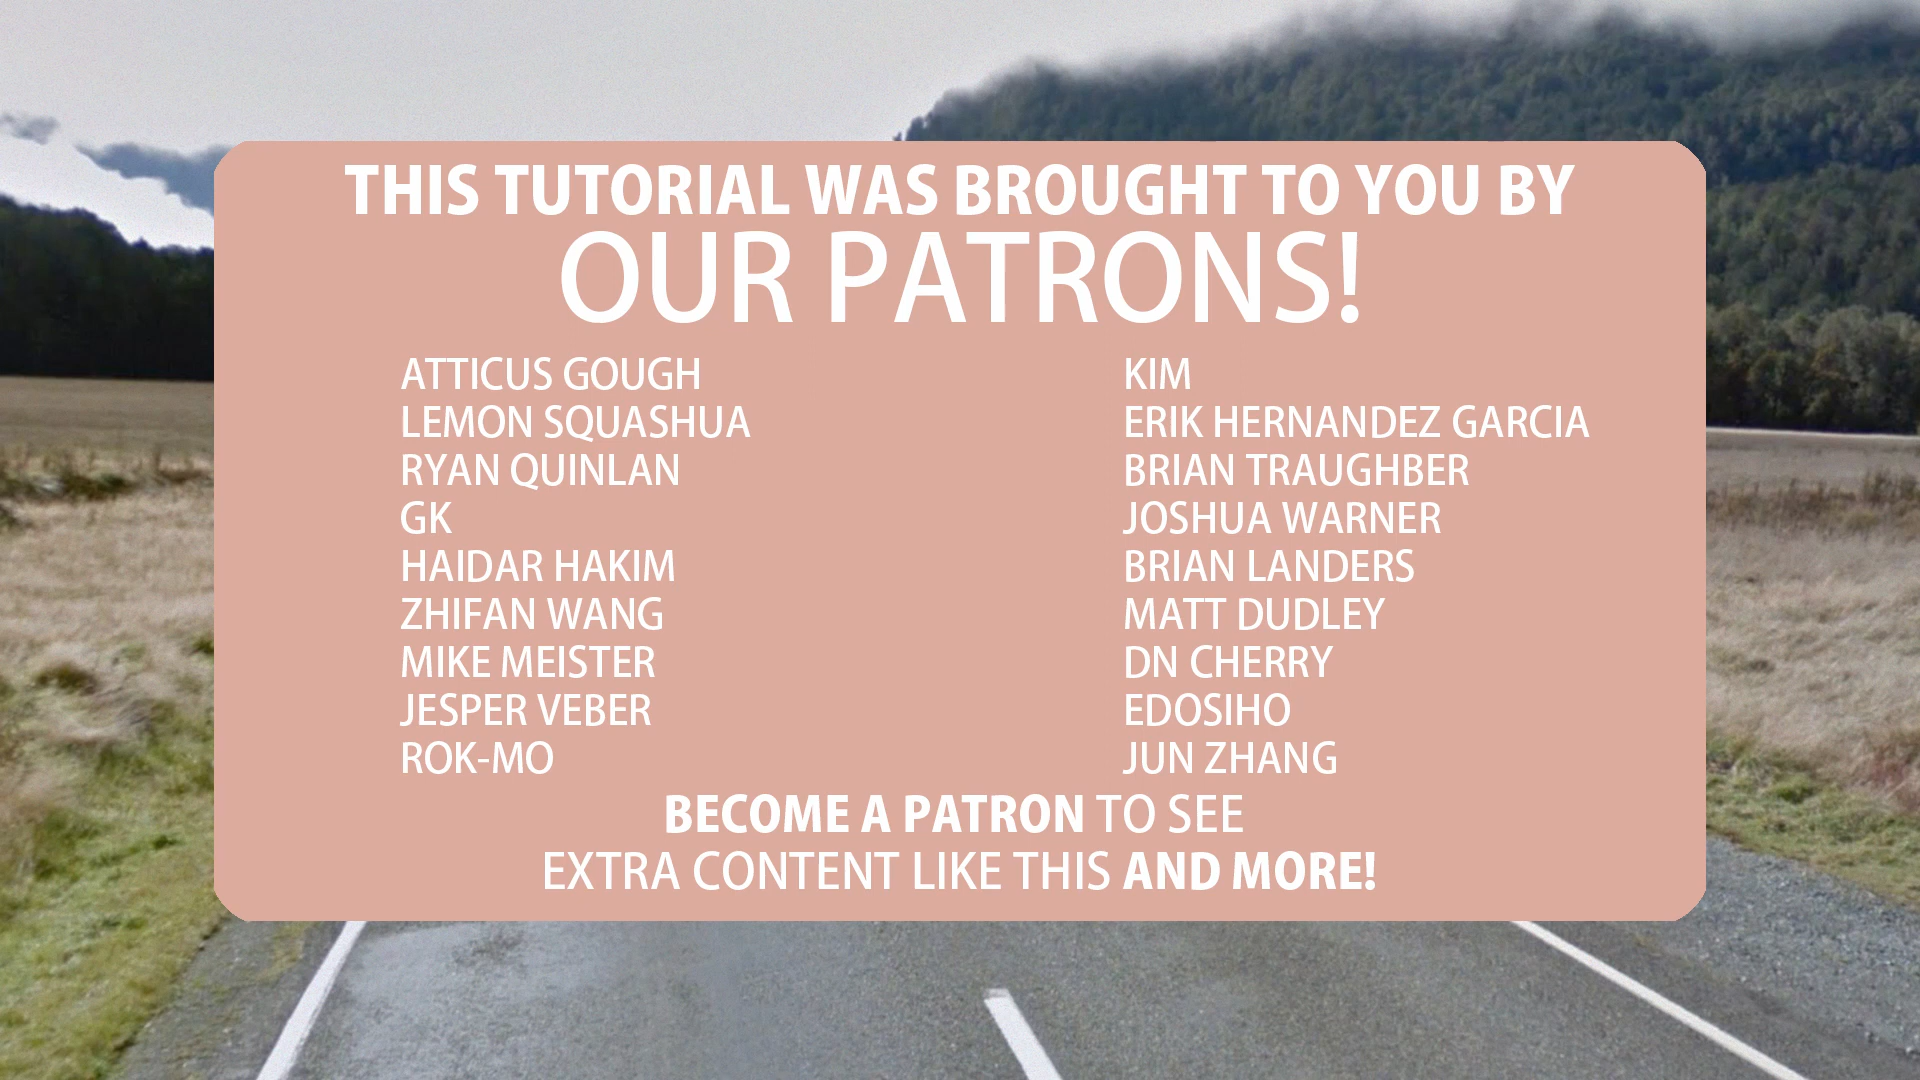 THIS TUTORIAL WAS BROUGHT TO YOU BY
OUR PATRONS!
ATTICUS GOUGH
LEMON SQUASHUA
RYAN QUINLAN
GK
HAIDAR HAKIM
ZHIFAN WANG
MIKE MEISTER
JESPER VEBER
ROK-MO
KIM
ERIK HERNANDEZ GARCIA
BRIAN TRAUGHBER
JOSHUA WARNER
BRIAN LANDERS
MATT DUDLEY
DN CHERRY
EDOSIHO
JUN ZHANG
BECOME A PATRON TO SEE
EXTRA CONTENT LIKE THIS AND MORE!